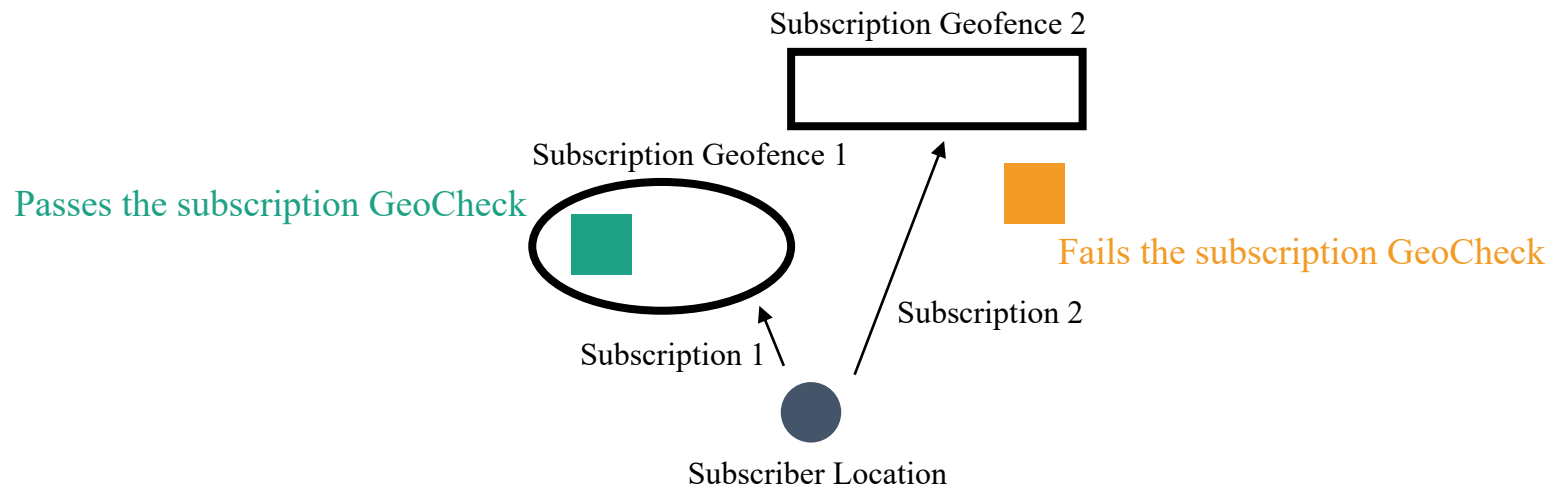 Subscription Geofence 2
Subscription Geofence 1
Passes the subscription GeoCheck
Fails the subscription GeoCheck
Subscription 2
Subscription 1
Subscriber Location